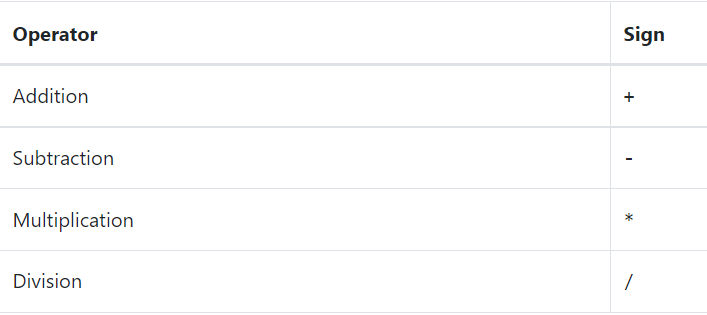 Operator Sign
Addition +
Subtraction -
Multiplication *
Division /